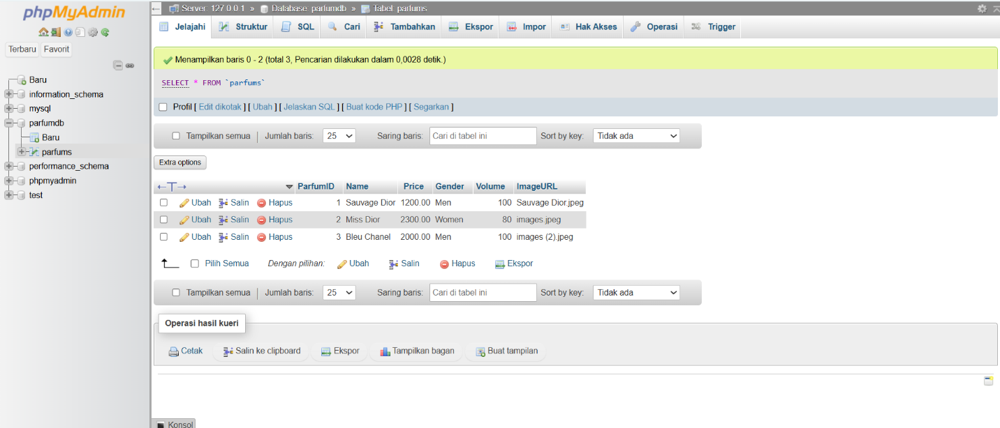 phpMyAdmin
Terbaru Favorit
Baru
information_schema
mysql
parfumdb
Baru
parfums
performance_schema
phpmyadmin
test
Server: 127.0.0.1 » Database: parfumdb » Tabel: parfums
Jelajahi Struktur SQL Cari Tambahkan Ekspor Impor Hak Akses Operasi Trigger
Menampilkan baris 0 - 2 (total 3, Pencarian dilakukan dalam 0,0028 detik.)
SELECT * FROM `parfums`
Profil [ Edit dikotak ] [ Ubah ] [ Jelaskan SQL ] [ Buat kode PHP ] [ Segarkan ]
Tampilkan semua | Jumlah baris: 25 Saring baris: Cari di tabel ini Sort by key: Tidak ada
Extra options
←T→ ParfumID Name Price Gender Volume ImageURL
Ubah Salin Hapus 1 Sauvage Dior 1200.00 Men 100 Sauvage Dior.jpeg
Ubah Salin Hapus 2 Miss Dior 2300.00 Women 80 images.jpeg
Ubah Salin Hapus 3 Bleu Chanel 2000.00 Men 100 images (2).jpeg
Pilih Semua Dengan pilihan: Ubah Salin Hapus Ekspor
Tampilkan semua | Jumlah baris: 25 Saring baris: Cari di tabel ini Sort by key: Tidak ada
Operasi hasil kueri
Cetak Salin ke clipboard Ekspor Tampilkan bagan Buat tampilan
Konsol